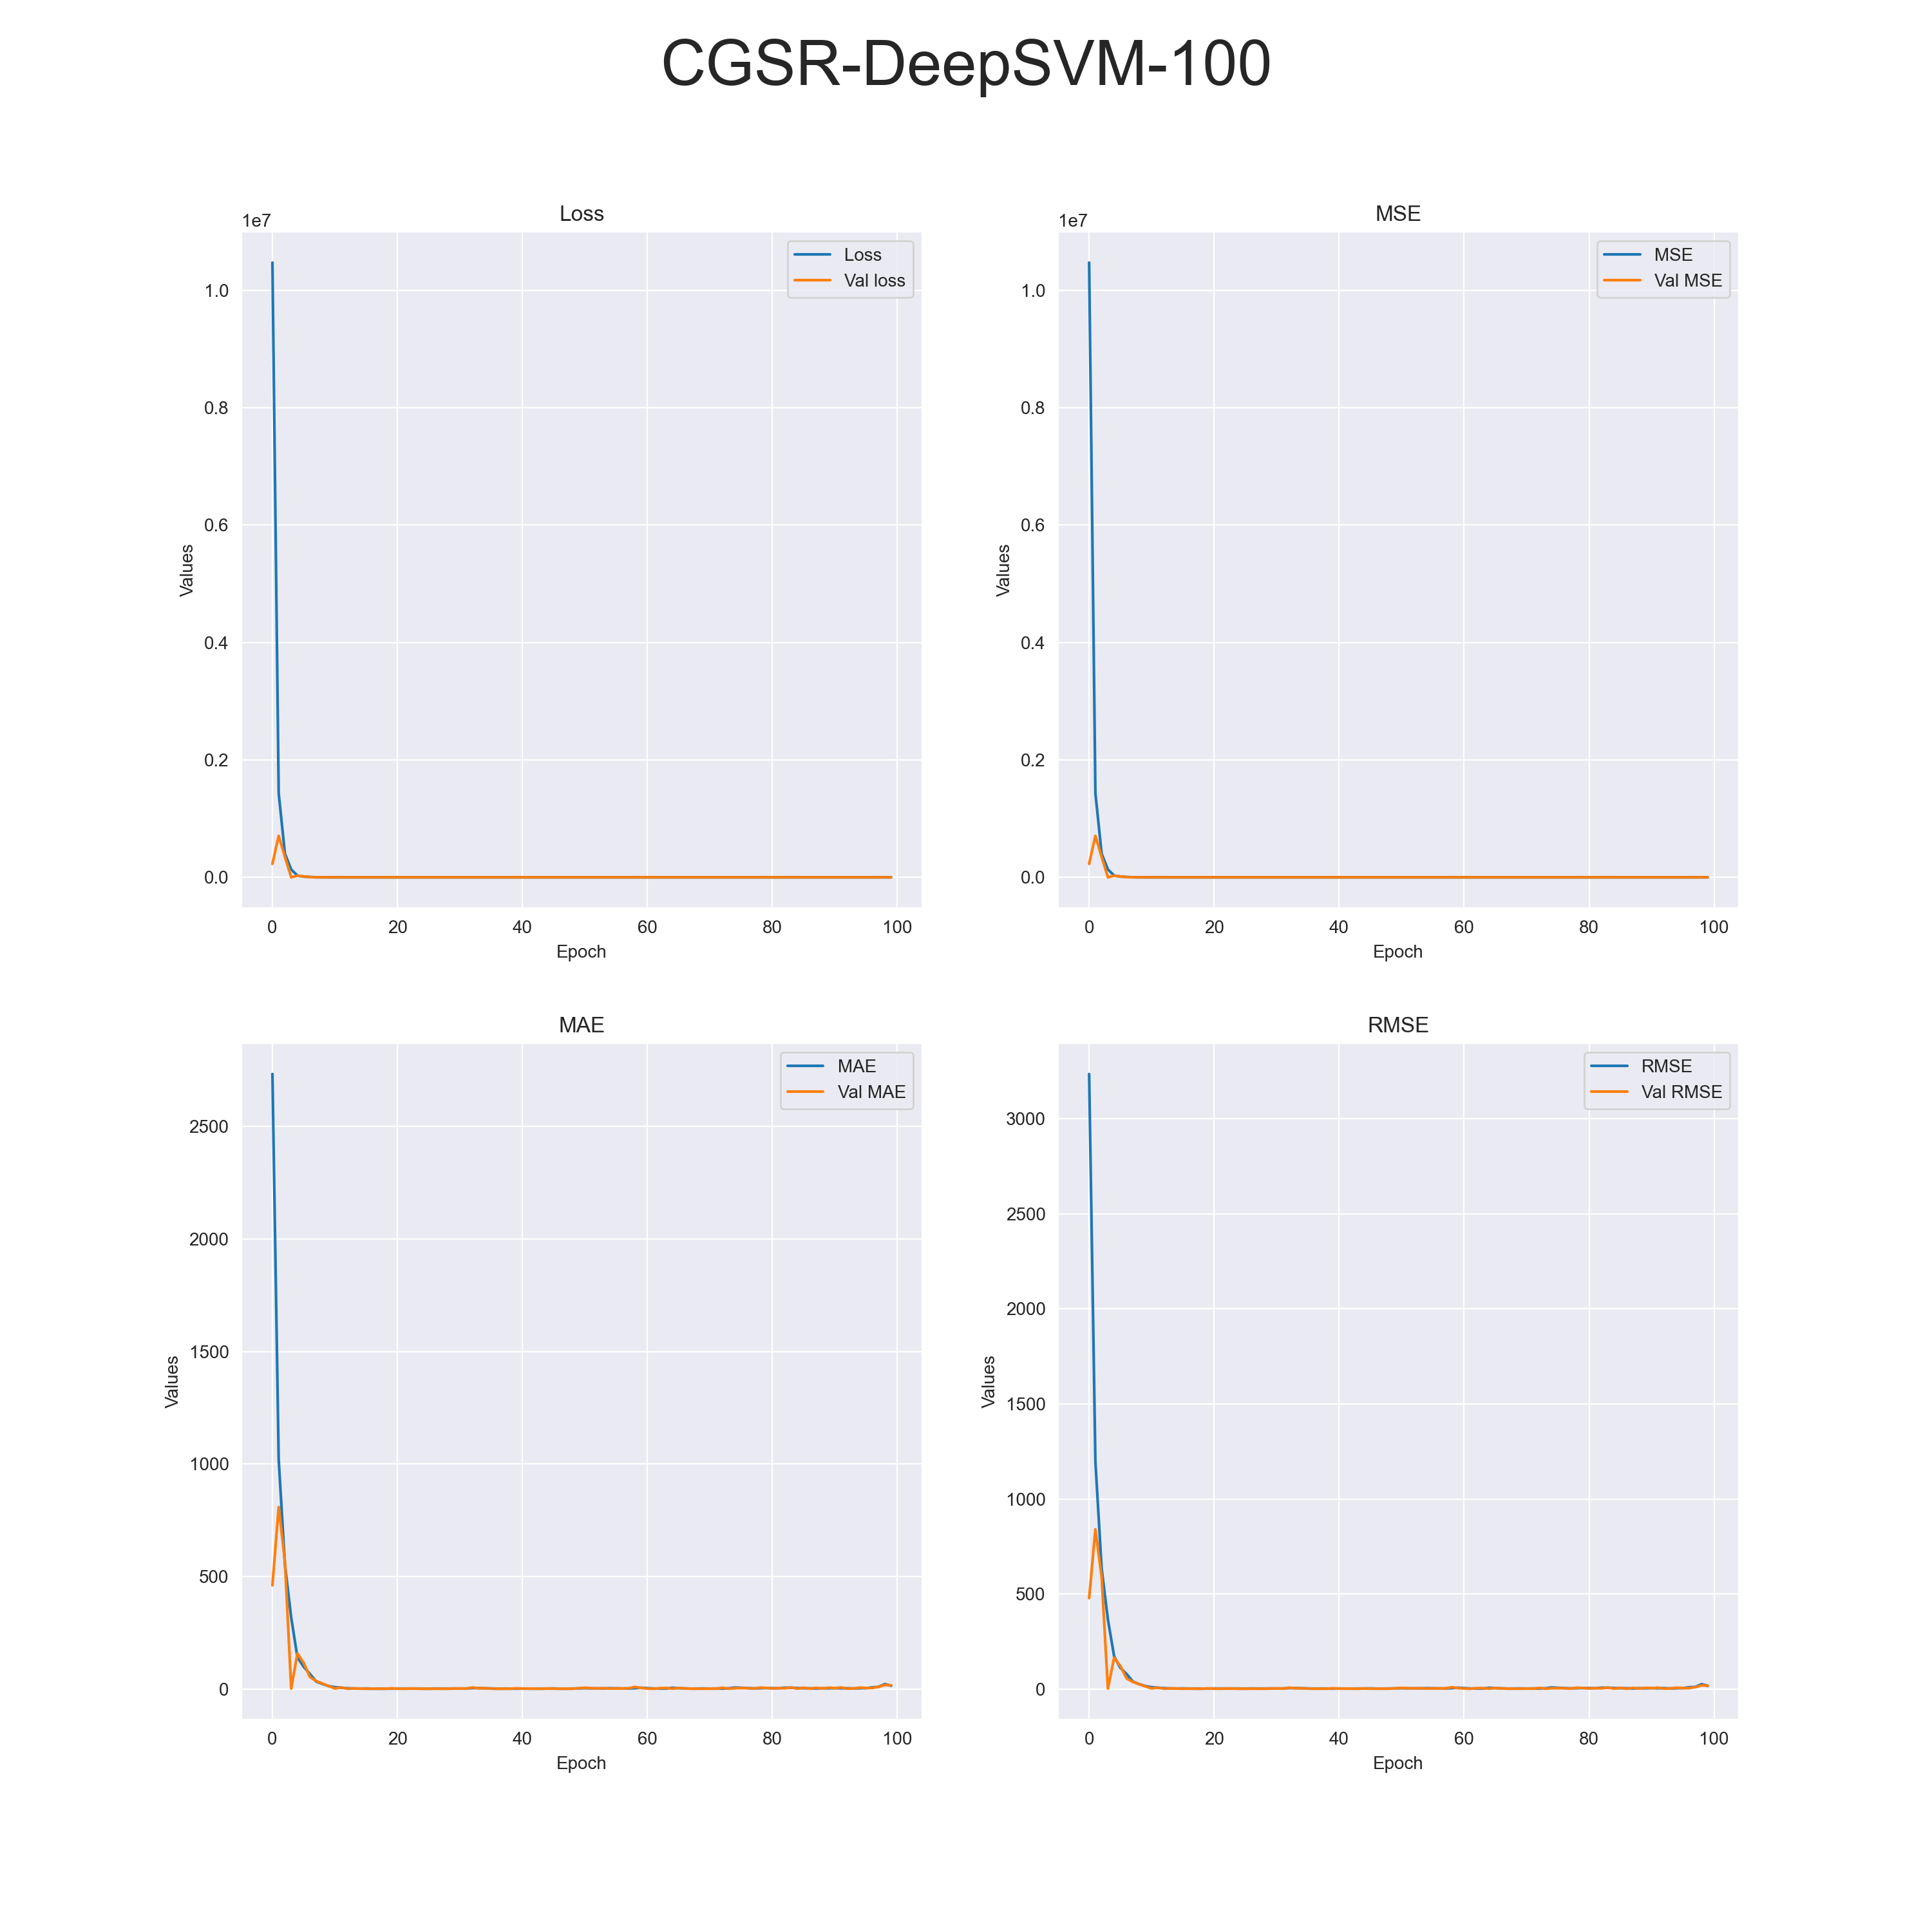 CGSR-DeepSVM-100
Loss
1e7
Loss
Val loss
1.0
0.8
0.6
0.4
0.2
0.0
Values
0 20 40 60 80 100
Epoch
MSE
1e7
MSE
Val MSE
1.0
0.8
0.6
0.4
0.2
0.0
Values
0 20 40 60 80 100
Epoch
MAE
MAE
Val MAE
2500
2000
1500
1000
500
0
Values
0 20 40 60 80 100
Epoch
RMSE
RMSE
Val RMSE
3000
2500
2000
1500
1000
500
0
Values
0 20 40 60 80 100
Epoch